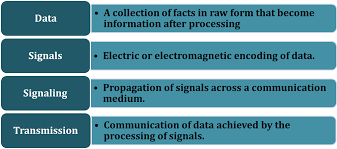 Data
• A collection of facts in raw form that become
information after processing
Signals
• Electric or electromagnetic encoding of data.
Signaling
• Propagation of signals across a communication
medium.
Transmission
• Communication of data achieved by the
processing of signals.